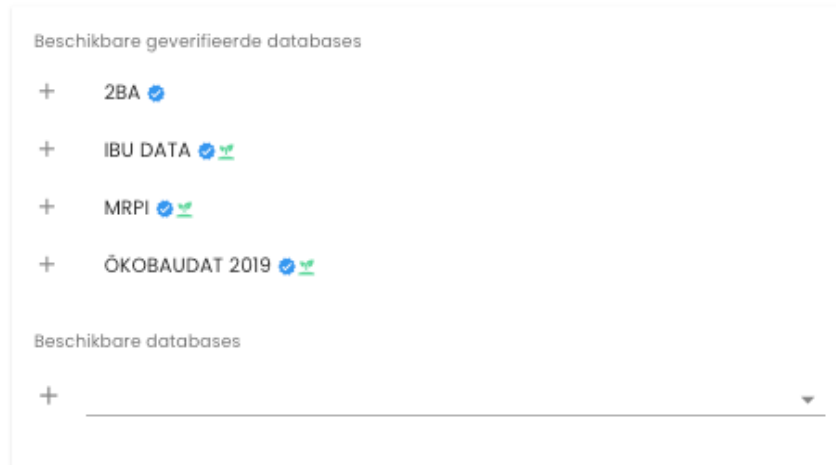 Beschikbare geverifieerde databases
2BA
IBU DATA
MRPI
ÖKOBAUDAT 2019
Beschikbare databases